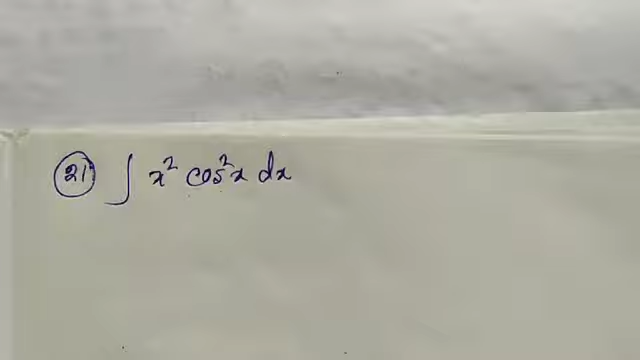 (21) ∫ x² cos²x dx